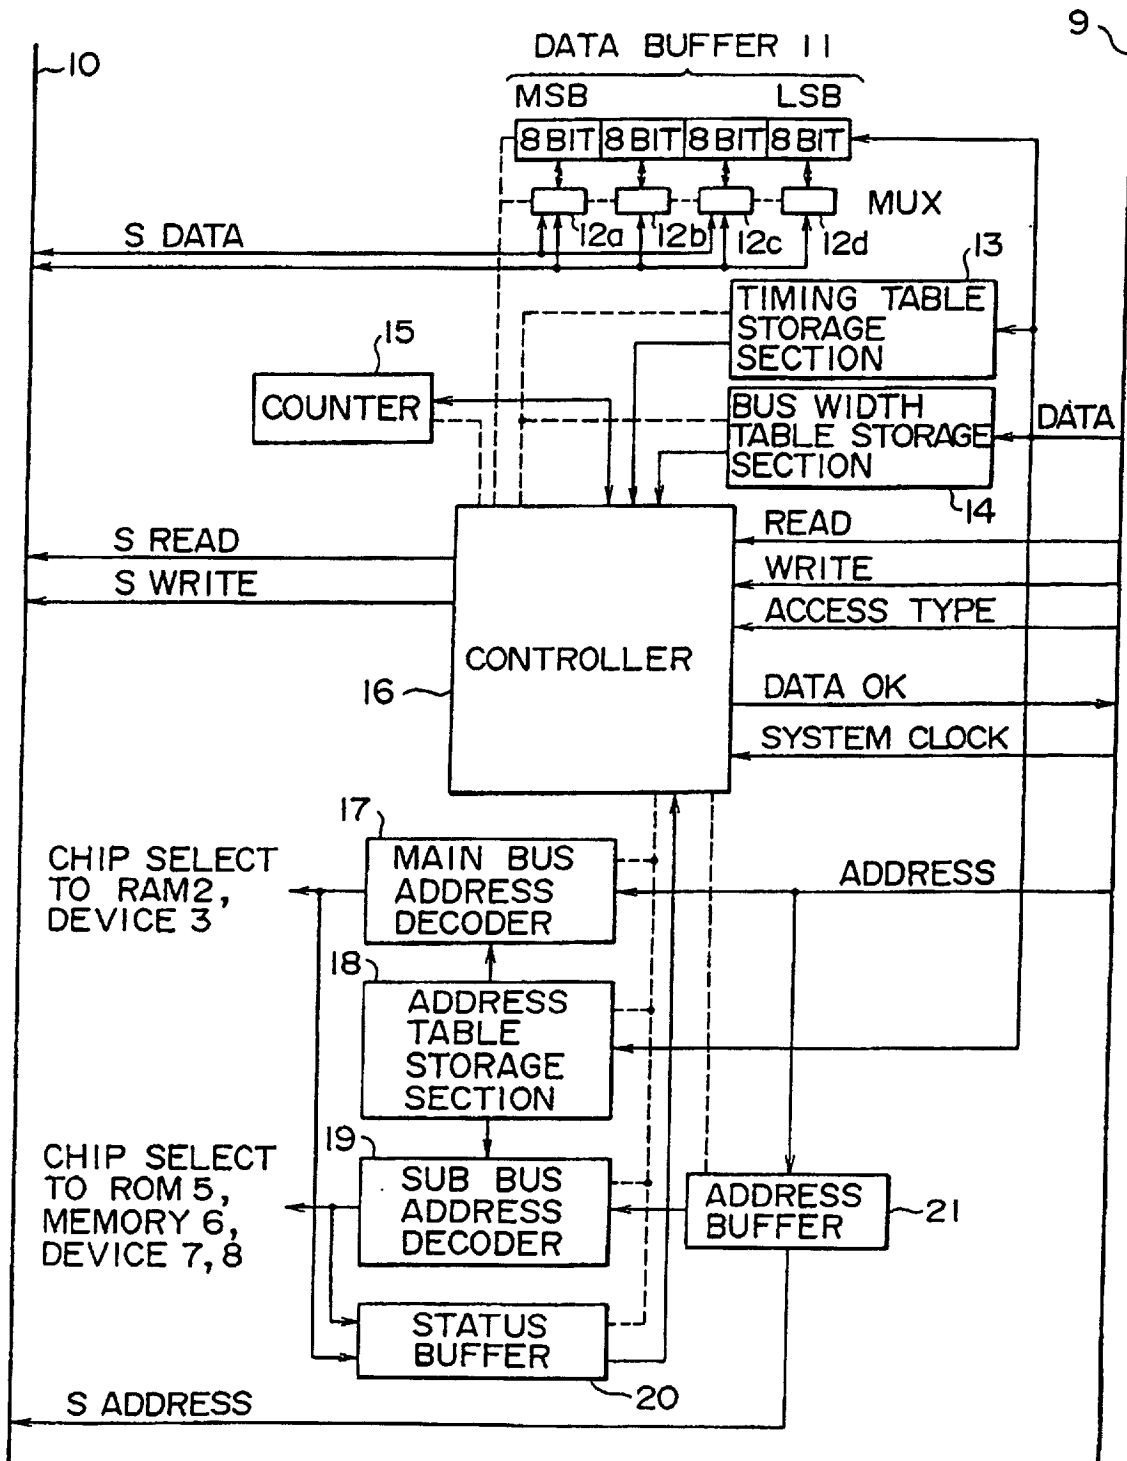 9
10
DATA BUFFER 11
MSB LSB
8 BIT 8 BIT 8 BIT 8 BIT
MUX
12a 12b 12c 12d
S DATA
13
TIMING TABLE
STORAGE
SECTION
15
COUNTER
BUS WIDTH
TABLE STORAGE
SECTION
DATA
14
READ
S READ
WRITE
S WRITE
ACCESS TYPE
CONTROLLER
16
DATA OK
SYSTEM CLOCK
17
CHIP SELECT
TO RAM2,
DEVICE 3
MAIN BUS
ADDRESS
DECODER
ADDRESS
18
ADDRESS
TABLE
STORAGE
SECTION
19
CHIP SELECT
TO ROM 5,
MEMORY 6,
DEVICE 7, 8
SUB BUS
ADDRESS
DECODER
ADDRESS
BUFFER
21
STATUS
BUFFER
20
S ADDRESS